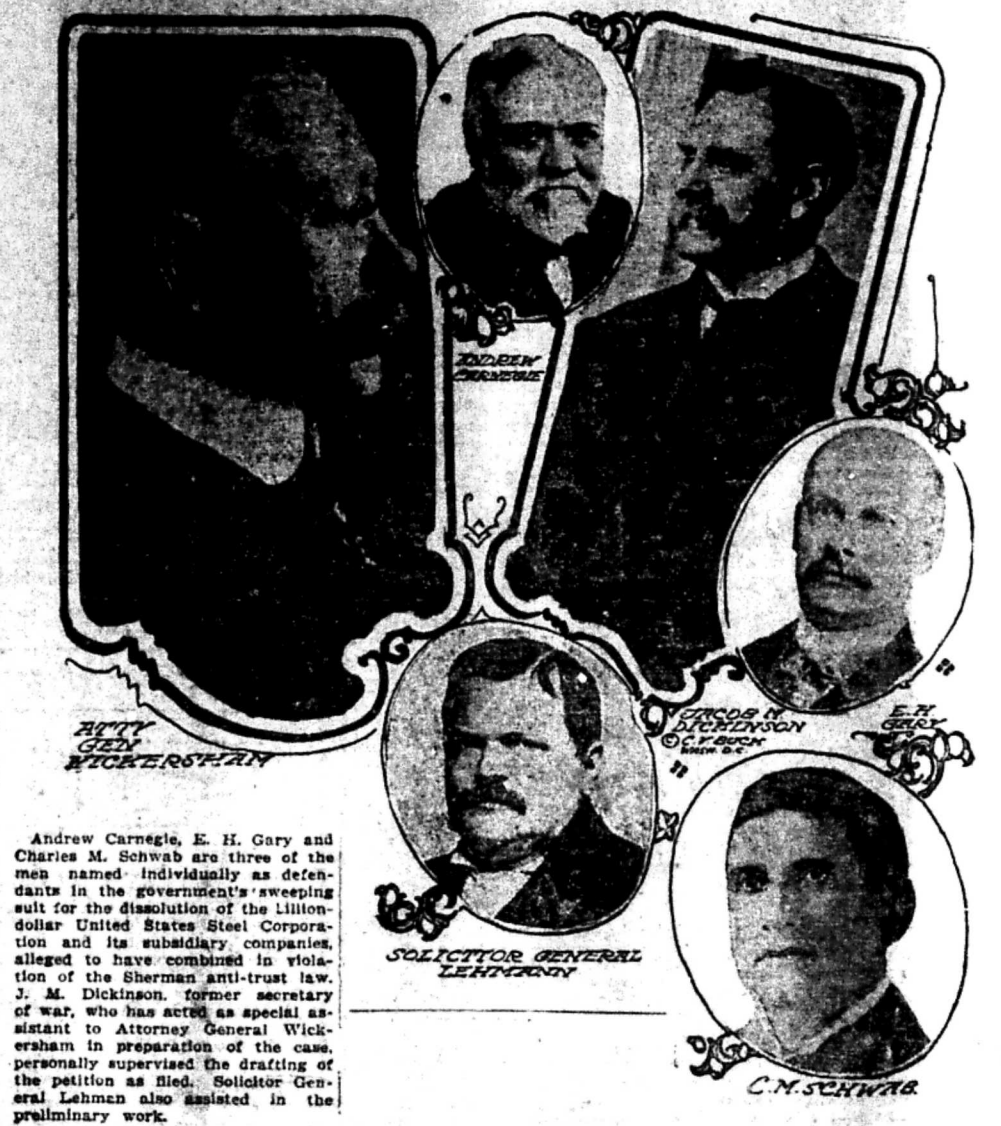 ANDREW
CARNEGIE
ATTY
GEN
WICKERSHAM
JACOB M
DICKINSON
© C.Y. BUCK
WASH. D.C.
E.H.
GARY
SOLICITOR GENERAL
LEHMANN
C.M. SCHWAB.
Andrew Carnegie, E. H. Gary and
Charles M. Schwab are three of the
men named individually as defen-
dants in the government's sweeping
suit for the dissolution of the Lillion-
dollar United States Steel Corpora-
tion and its subsidiary companies,
alleged to have combined in viola-
tion of the Sherman anti-trust law.
J. M. Dickinson, former secretary
of war, who has acted as special as-
sistant to Attorney General Wick-
ersham in preparation of the case,
personally supervised the drafting of
the petition as filed. Solicitor Gen-
eral Lehman also assisted in the
preliminary work.